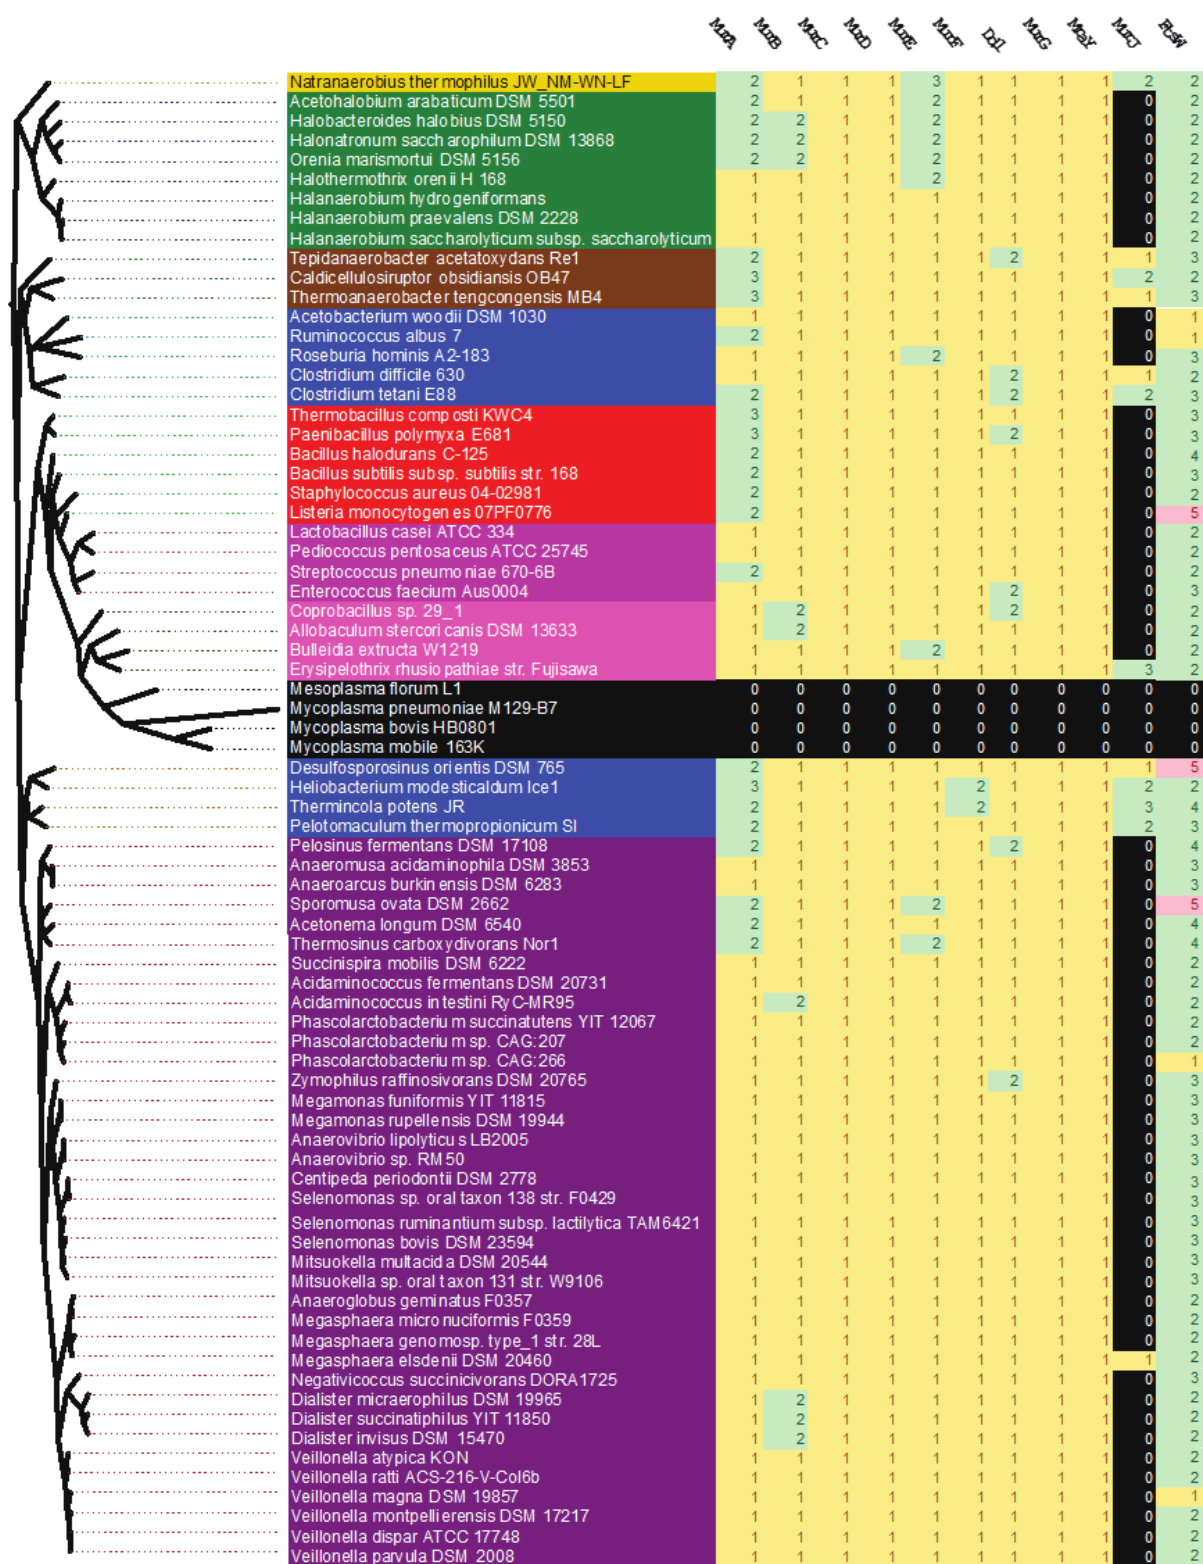 MurA MurB MurC MurD MurE MurF Ddl MurG MraY MurJ FtsW
Natranaerobius thermophilus JW_NM-WN-LF 2 1 1 1 3 1 1 1 1 2 2
Acetohalobium arabaticum DSM 5501 2 1 1 1 2 1 1 1 1 0 2
Halobacteroides halobius DSM 5150 2 2 1 1 2 1 1 1 1 0 2
Halonatronum saccharophilum DSM 13868 2 2 1 1 2 1 1 1 1 0 2
Orenia marismortui DSM 5156 2 2 1 1 2 1 1 1 1 0 2
Halothermothrix orenii H 168 1 1 1 1 2 1 1 1 1 0 2
Halanaerobium hydrogeniformans 1 1 1 1 1 1 1 1 1 0 2
Halanaerobium praevalens DSM 2228 1 1 1 1 1 1 1 1 1 0 2
Halanaerobium saccharolyticum subsp. saccharolyticum 1 1 1 1 1 1 1 1 1 0 2
Tepidanaerobacter acetatoxydans Re1 2 1 1 1 1 1 2 1 1 1 3
Caldicellulosiruptor obsidiansis OB47 3 1 1 1 1 1 1 1 1 2 2
Thermoanaerobacter tengcongensis MB4 3 1 1 1 1 1 1 1 1 1 3
Acetobacterium woodii DSM 1030 1 1 1 1 1 1 1 1 1 0 1
Ruminococcus albus 7 2 1 1 1 1 1 1 1 1 0 1
Roseburia hominis A2-183 1 1 1 1 2 1 1 1 1 0 3
Clostridium difficile 630 1 1 1 1 1 1 2 1 1 1 2
Clostridium tetani E88 2 1 1 1 1 1 2 1 1 2 3
Thermobacillus composti KWC4 3 1 1 1 1 1 1 1 1 0 3
Paenibacillus polymyxa E681 3 1 1 1 1 1 2 1 1 0 3
Bacillus halodurans C-125 2 1 1 1 1 1 1 1 1 0 4
Bacillus subtilis subsp. subtilis str. 168 2 1 1 1 1 1 1 1 1 0 3
Staphylococcus aureus 04-02981 2 1 1 1 1 1 1 1 1 0 2
Listeria monocytogenes 07PF0776 2 1 1 1 1 1 1 1 1 0 5
Lactobacillus casei ATCC 334 1 1 1 1 1 1 1 1 1 0 2
Pediococcus pentosaceus ATCC 25745 1 1 1 1 1 1 1 1 1 0 2
Streptococcus pneumoniae 670-6B 2 1 1 1 1 1 1 1 1 0 2
Enterococcus faecium Aus0004 1 1 1 1 1 1 2 1 1 0 3
Coprobacillus sp. 29_1 1 2 1 1 1 1 2 1 1 0 2
Allobaculum stercoricanis DSM 13633 1 2 1 1 1 1 1 1 1 0 2
Bulleidia extructa W1219 1 1 1 1 2 1 1 1 1 0 2
Erysipelothrix rhusiopathiae str. Fujisawa 1 1 1 1 1 1 1 1 1 3 2
Mesoplasma florum L1 0 0 0 0 0 0 0 0 0 0 0
Mycoplasma pneumoniae M129-B7 0 0 0 0 0 0 0 0 0 0 0
Mycoplasma bovis HB0801 0 0 0 0 0 0 0 0 0 0 0
Mycoplasma mobile 163K 0 0 0 0 0 0 0 0 0 0 0
Desulfosporosinus orientis DSM 765 2 1 1 1 1 1 1 1 1 1 5
Heliobacterium modesticaldum Ice1 3 1 1 1 1 2 1 1 1 2 2
Thermincola potens JR 2 1 1 1 1 2 1 1 1 3 4
Pelotomaculum thermopropionicum SI 2 1 1 1 1 1 1 1 1 2 3
Pelosinus fermentans DSM 17108 2 1 1 1 1 1 2 1 1 0 4
Anaeromusa acidaminophila DSM 3853 1 1 1 1 1 1 1 1 1 0 3
Anaeroarcus burkinensis DSM 6283 1 1 1 1 1 1 1 1 1 0 3
Sporomusa ovata DSM 2662 2 1 1 1 2 1 1 1 1 0 5
Acetonema longum DSM 6540 2 1 1 1 1 1 1 1 1 0 4
Thermosinus carboxydivorans Nor1 2 1 1 1 2 1 1 1 1 0 4
Succinispira mobilis DSM 6222 1 1 1 1 1 1 1 1 1 0 2
Acidaminococcus fermentans DSM 20731 1 1 1 1 1 1 1 1 1 0 2
Acidaminococcus intestini RyC-MR95 1 2 1 1 1 1 1 1 1 0 2
Phascolarctobacterium succinatutens YIT 12067 1 1 1 1 1 1 1 1 1 0 2
Phascolarctobacterium sp. CAG:207 1 1 1 1 1 1 1 1 1 0 2
Phascolarctobacterium sp. CAG:266 1 1 1 1 1 1 1 1 1 0 1
Zymophilus raffinosivorans DSM 20765 1 1 1 1 1 1 2 1 1 0 3
Megamonas funiformis YIT 11815 1 1 1 1 1 1 1 1 1 0 3
Megamonas rupellensis DSM 19944 1 1 1 1 1 1 1 1 1 0 3
Anaerovibrio lipolyticus LB2005 1 1 1 1 1 1 1 1 1 0 3
Anaerovibrio sp. RM50 1 1 1 1 1 1 1 1 1 0 3
Centipeda periodontii DSM 2778 1 1 1 1 1 1 1 1 1 0 3
Selenomonas sp. oral taxon 138 str. F0429 1 1 1 1 1 1 1 1 1 0 3
Selenomonas ruminantium subsp. lactilytica TAM6421 1 1 1 1 1 1 1 1 1 0 3
Selenomonas bovis DSM 23594 1 1 1 1 1 1 1 1 1 0 3
Mitsuokella multacida DSM 20544 1 1 1 1 1 1 1 1 1 0 3
Mitsuokella sp. oral taxon 131 str. W9106 1 1 1 1 1 1 1 1 1 0 3
Anaeroglobus geminatus F0357 1 1 1 1 1 1 1 1 1 0 2
Megasphaera micronuciformis F0359 1 1 1 1 1 1 1 1 1 0 2
Megasphaera genomosp. type_1 str. 28L 1 1 1 1 1 1 1 1 1 0 2
Megasphaera elsdenii DSM 20460 1 1 1 1 1 1 1 1 1 1 2
Negativicoccus succinicivorans DORA1725 1 1 1 1 1 1 1 1 1 0 3
Dialister micraerophilus DSM 19965 1 2 1 1 1 1 1 1 1 0 2
Dialister succinatiphilus YIT 11850 1 2 1 1 1 1 1 1 1 0 2
Dialister invisus DSM 15470 1 2 1 1 1 1 1 1 1 0 2
Veillonella atypica KON 1 1 1 1 1 1 1 1 1 0 2
Veillonella ratti ACS-216-V-Col6b 1 1 1 1 1 1 1 1 1 0 2
Veillonella magna DSM 19857 1 1 1 1 1 1 1 1 1 0 1
Veillonella montpellierensis DSM 17217 1 1 1 1 1 1 1 1 1 0 2
Veillonella dispar ATCC 17748 1 1 1 1 1 1 1 1 1 0 2
Veillonella parvula DSM 2008 1 1 1 1 1 1 1 1 1 0 2